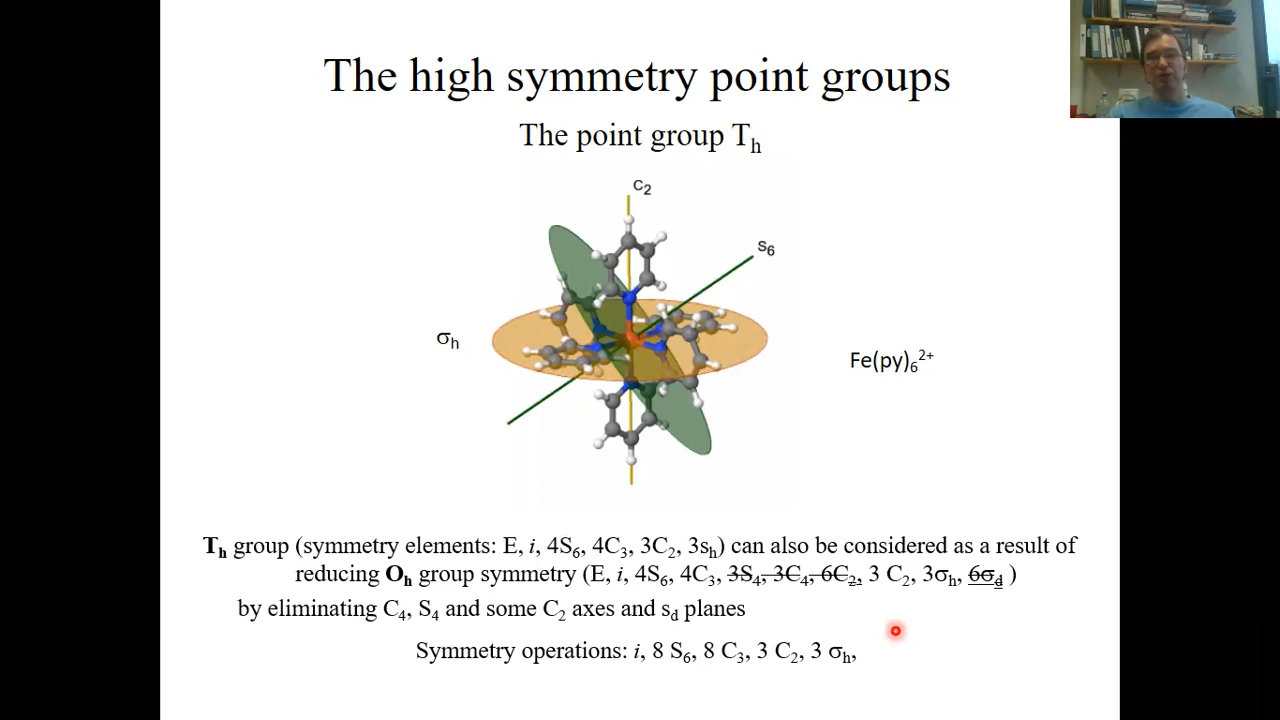 The high symmetry point groups
The point group Th
C2
S6
σh
Fe(py)6 2+
Th group (symmetry elements: E, i, 4S6, 4C3, 3C2, 3sh) can also be considered as a result of
reducing Oh group symmetry (E, i, 4S6, 4C3, 3S4, 3C4, 6C2, 3 C2, 3σh, 6σd )
by eliminating C4, S4 and some C2 axes and sd planes
Symmetry operations: i, 8 S6, 8 C3, 3 C2, 3 σh,